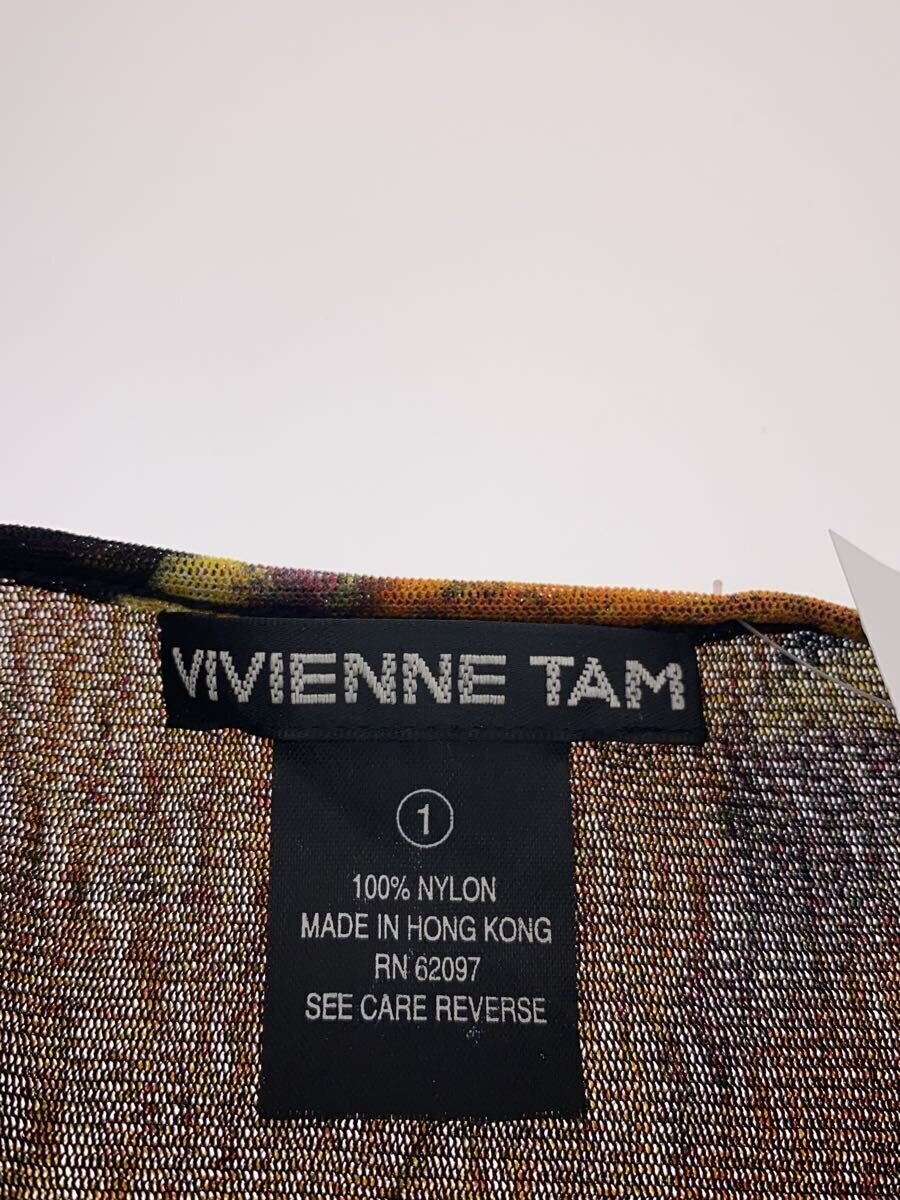 VIVIENNE TAM
1
100% NYLON
MADE IN HONG KONG
RN 62097
SEE CARE REVERSE